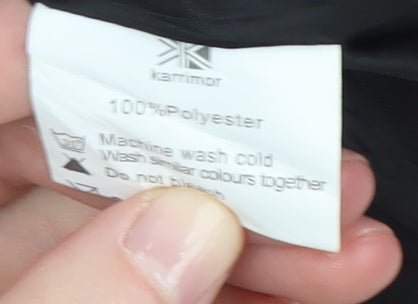 karrimor
100%Polyester
Machine wash cold
Wash similar colours together
Do not bleach